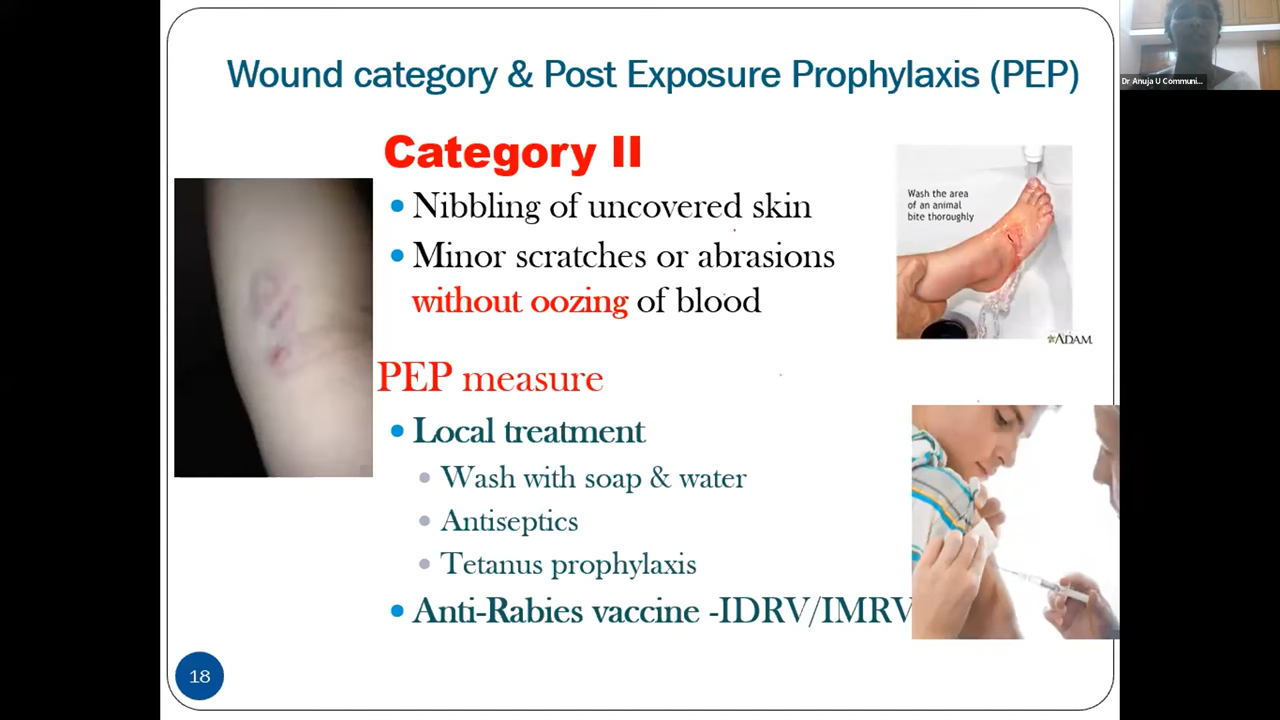 Wound category & Post Exposure Prophylaxis (PEP)
Dr Anuja U Communi...
Category II
Nibbling of uncovered skin
Minor scratches or abrasions
without oozing of blood
Wash the area
of an animal
bite thoroughly
ADAM.
PEP measure
Local treatment
Wash with soap & water
Antiseptics
Tetanus prophylaxis
Anti-Rabies vaccine -IDRV/IMRV
18